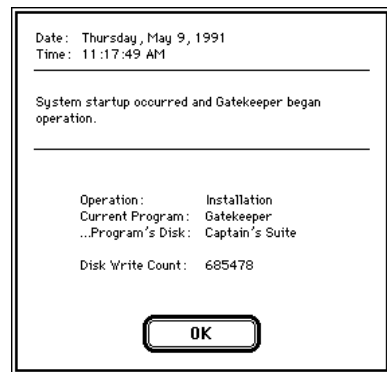 Date: Thursday, May 9, 1991
Time: 11:17:49 AM
System startup occurred and Gatekeeper began
operation.
Operation: Installation
Current Program: Gatekeeper
...Program's Disk: Captain's Suite
Disk Write Count: 685478
OK